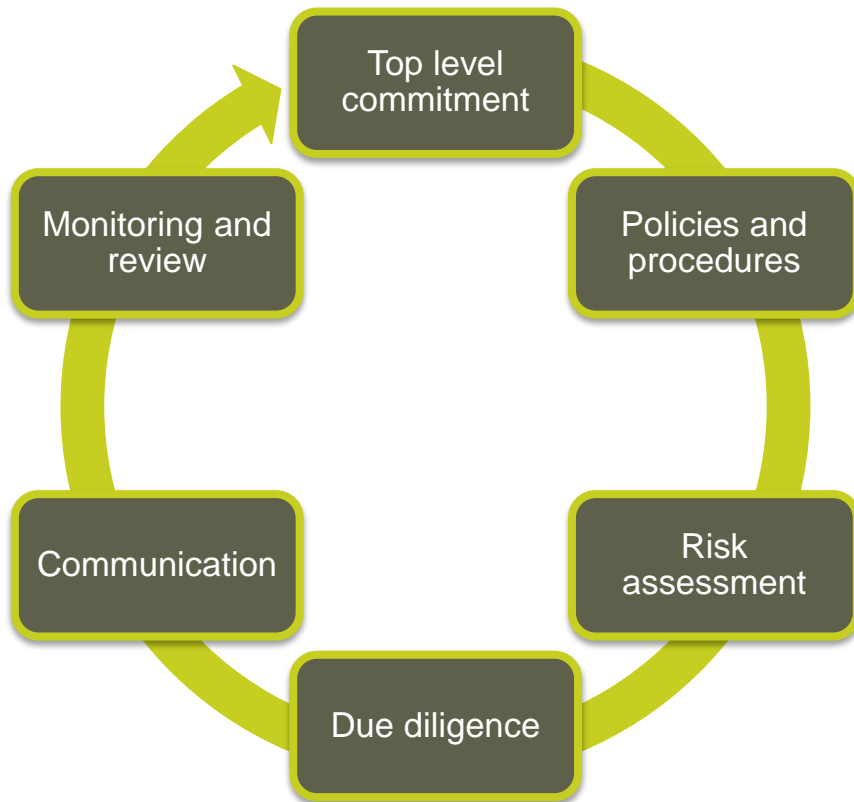 Top level
commitment
Policies and
procedures
Risk
assessment
Due diligence
Communication
Monitoring and
review